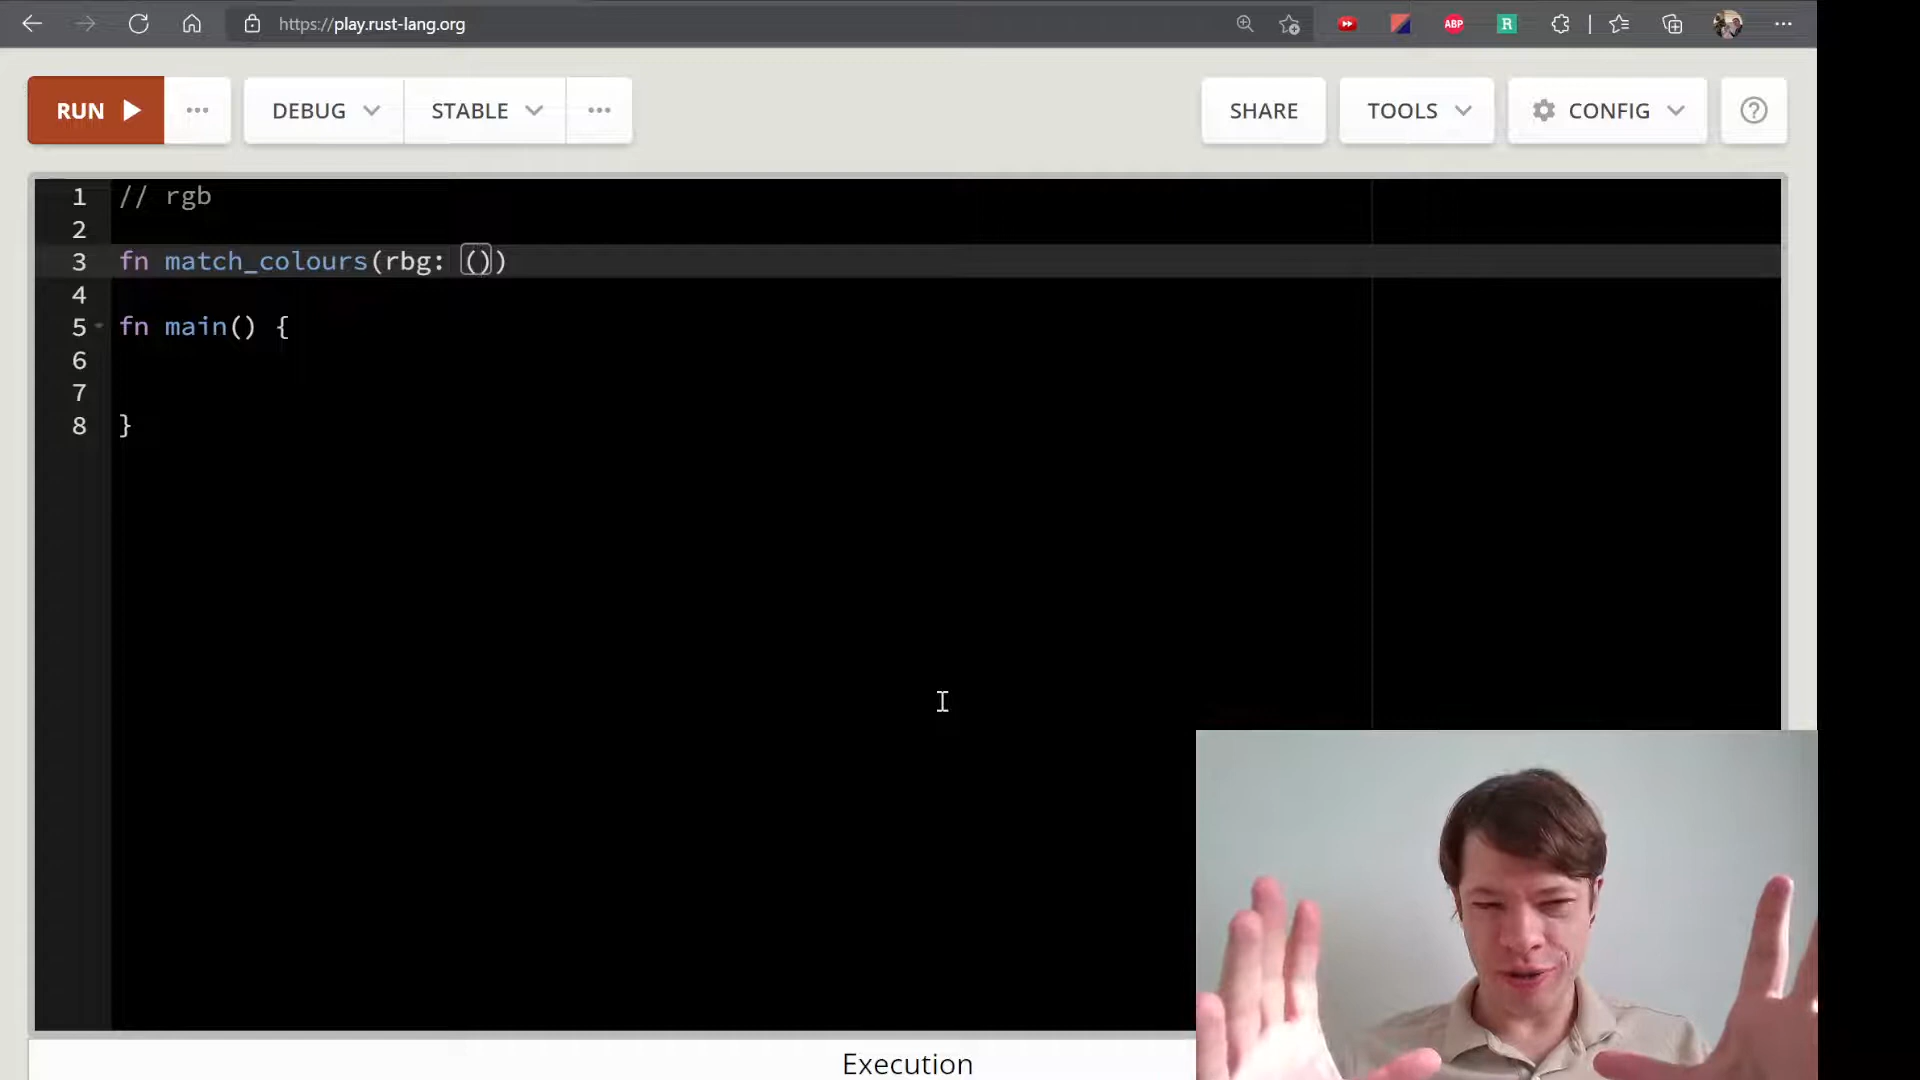 https://play.rust-lang.org
ABP
R
RUN
DEBUG
STABLE
SHARE
TOOLS
CONFIG
1 // rgb
2
3 fn match_colours(rbg: ())
4
5 fn main() {
6
7
8 }
Execution